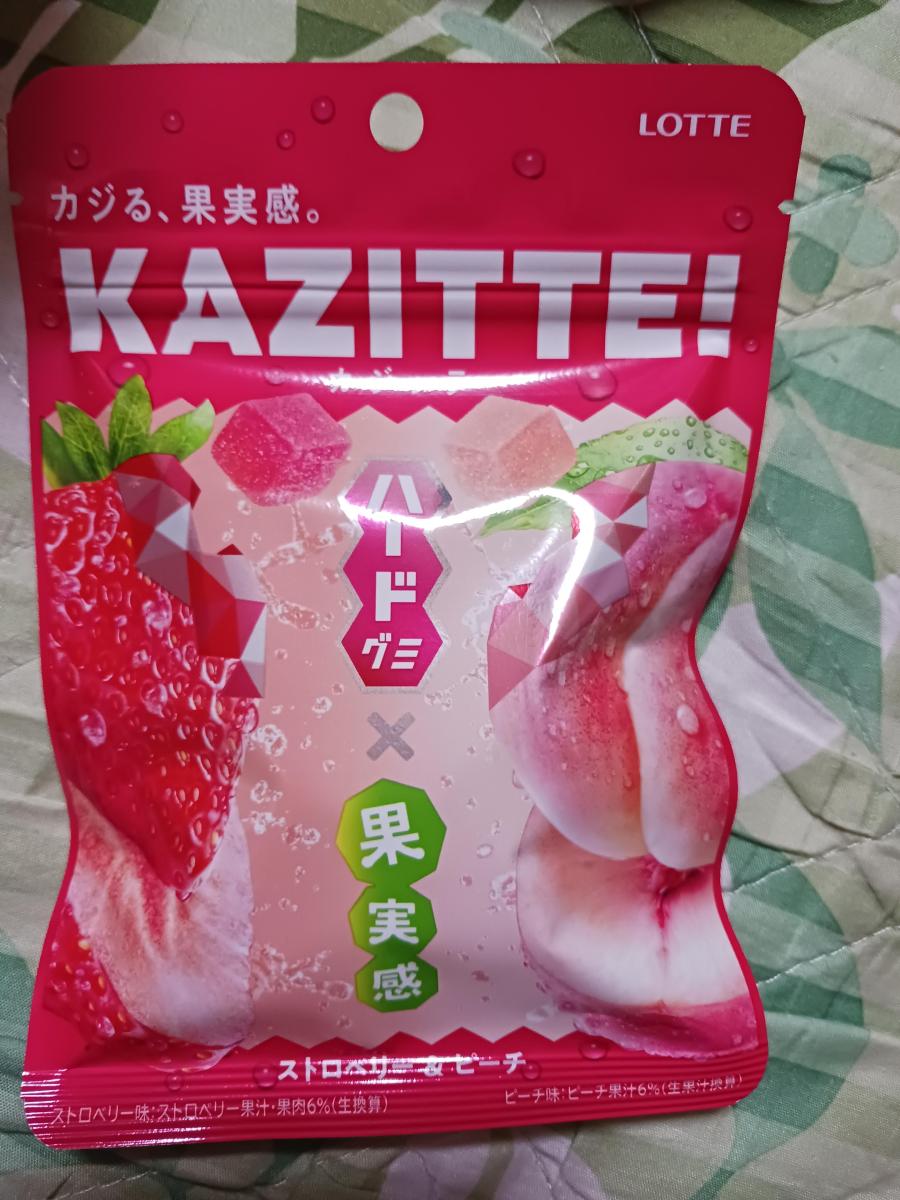 LOTTE
カジる、果実感。
KAZITTE!
ハードグミ
×
果実感
ストロベリー & ピーチ
ストロベリー味:ストロベリー果汁・果肉6%(生換算)
ピーチ味:ピーチ果汁6%(生果汁換算)